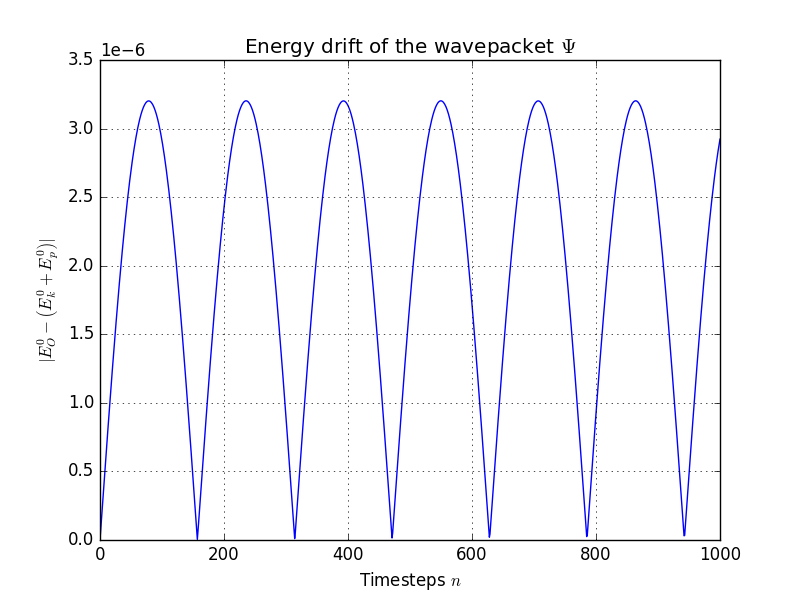 Energy drift of the wavepacket Ψ
1e−6
3.5
3.0
2.5
2.0
1.5
1.0
0.5
0.0
|E_O^0 − (E_k^0 + E_p^0)|
0 200 400 600 800 1000
Timesteps n